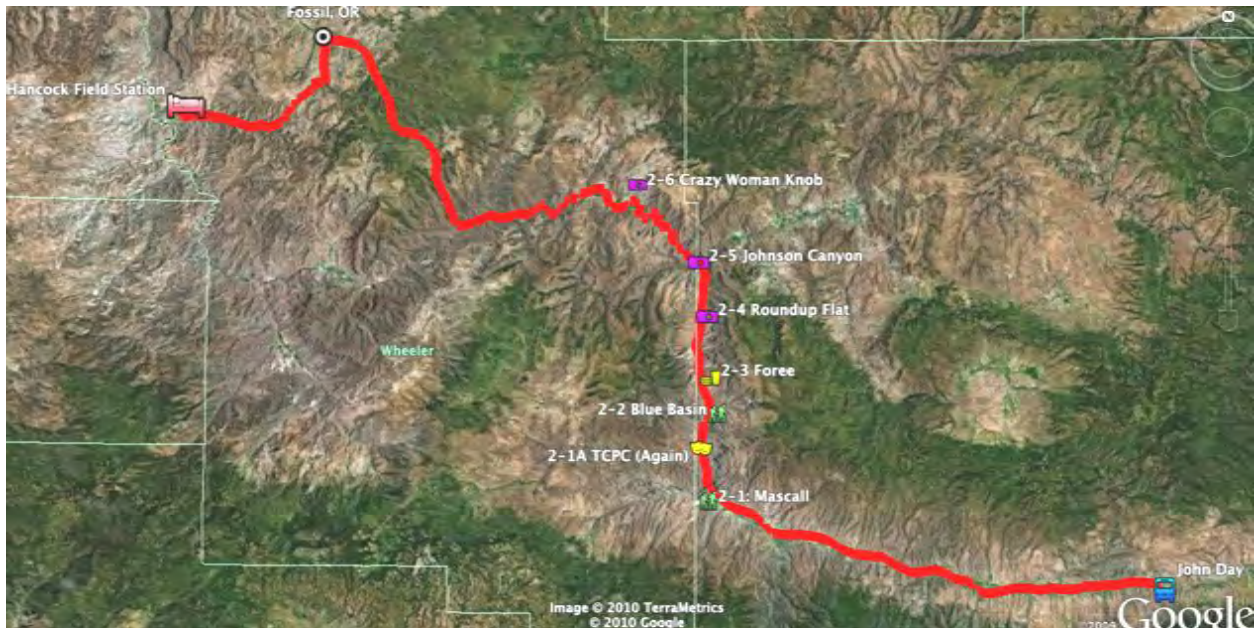 Fossil, OR
Hancock Field Station
2-6 Crazy Woman Knob
2-5 Johnson Canyon
2-4 Roundup Flat
Wheeler
2-3 Foree
2-2 Blue Basin
2-1A TCPC (Again)
2-1: Mascall
John Day
Image © 2010 TerraMetrics
© 2010 Google
©2009 Google